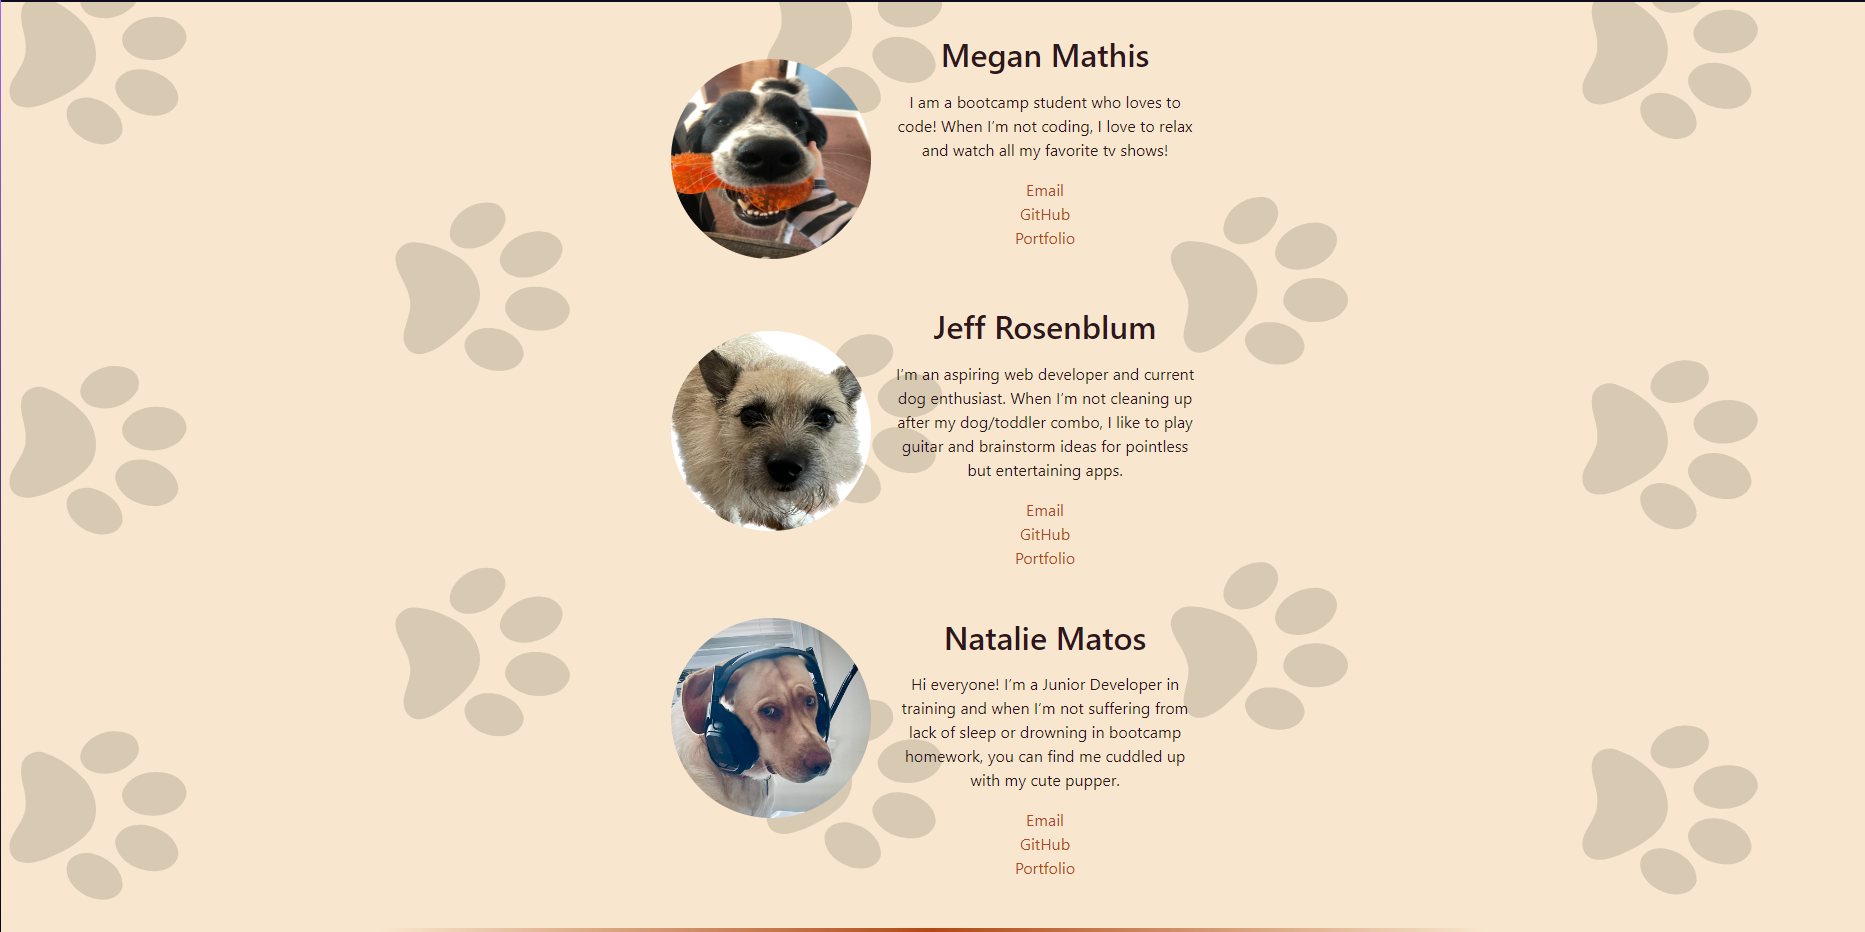 Megan Mathis
I am a bootcamp student who loves to
code! When I'm not coding, I love to relax
and watch all my favorite tv shows!
Email
GitHub
Portfolio
Jeff Rosenblum
I'm an aspiring web developer and current
dog enthusiast. When I'm not cleaning up
after my dog/toddler combo, I like to play
guitar and brainstorm ideas for pointless
but entertaining apps.
Email
GitHub
Portfolio
Natalie Matos
Hi everyone! I'm a Junior Developer in
training and when I'm not suffering from
lack of sleep or drowning in bootcamp
homework, you can find me cuddled up
with my cute pupper.
Email
GitHub
Portfolio